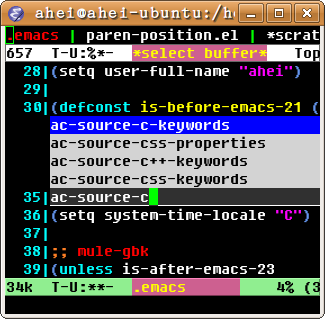 ahei@ahei-ubuntu:/h
.emacs | paren-position.el | *scrat
657 T-U:%*- *select buffer* Top
28|(setq user-full-name "ahei")
29|
30|(defconst is-before-emacs-21 (
ac-source-c-keywords
ac-source-css-properties
ac-source-c++-keywords
ac-source-css-keywords
35|ac-source-c
36|(setq system-time-locale "C")
37|
38|;; mule-gbk
39|(unless is-after-emacs-23
34k T-U:**- .emacs 4% (3